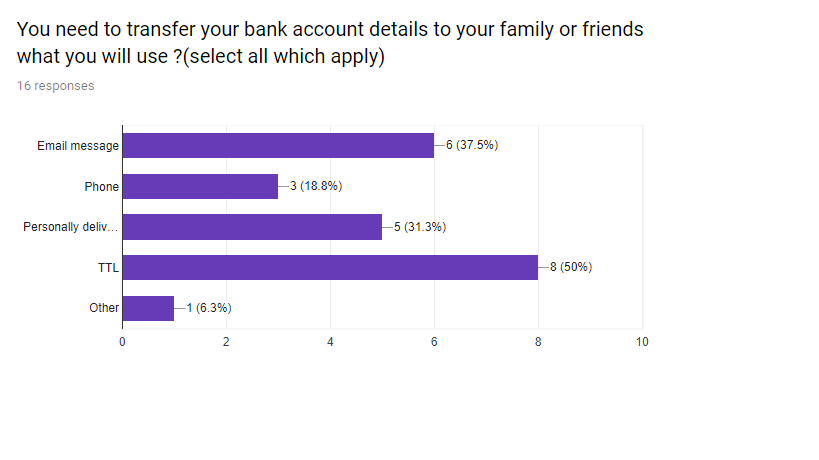 You need to transfer your bank account details to your family or friends
what you will use ?(select all which apply)
16 responses
Email message 6 (37.5%)
Phone 3 (18.8%)
Personally deliv... 5 (31.3%)
TTL 8 (50%)
Other 1 (6.3%)
0 2 4 6 8 10